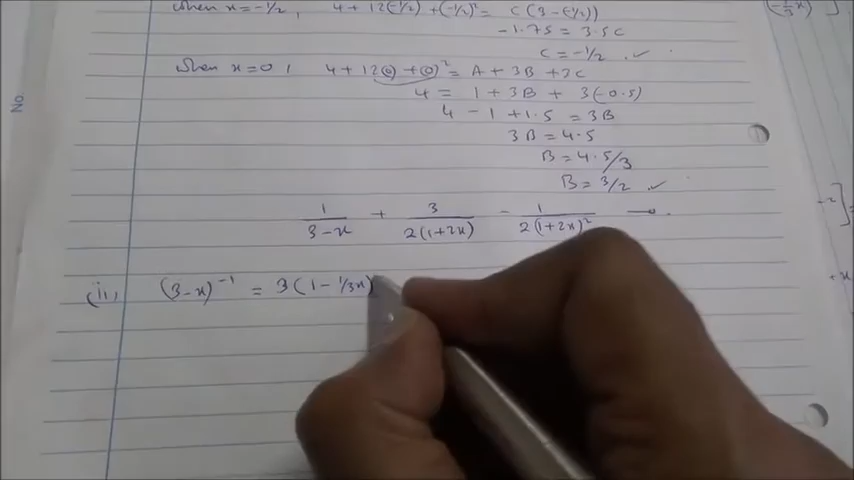 when x=-1/2, 4+12(-1/2)+(-1/2)² = C(3-(-1/2))
-1.75 = 3.5C
C = -1/2 ✓
when x=0, 4+12(0)+(0)² = A + 3B + 3C
4 = 1 + 3B + 3(-0.5)
4 - 1 + 1.5 = 3B
3B = 4.5
B = 4.5/3
B = 3/2 ✓
1/(3-x) + 3/(2(1+2x)) - 1/(2(1+2x)²)
(ii) (3-x)⁻¹ = 3(1-1/3x)